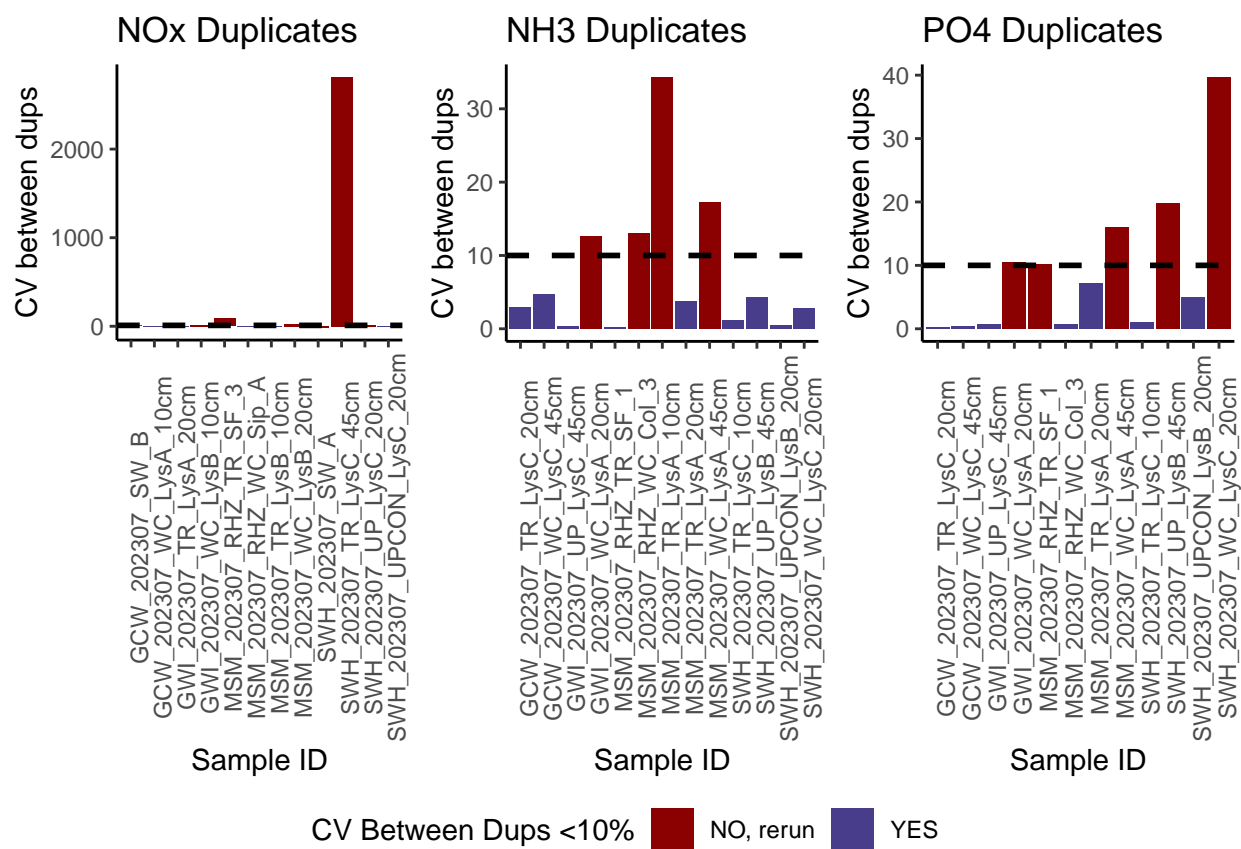 NOx Duplicates
CV between dups
2000
1000
0
GCW_202307_SW_B
GCW_202307_WC_LysA_10cm
GWI_202307_TR_LysA_20cm
GWI_202307_WC_LysB_10cm
MSM_202307_RHZ_TR_SF_3
MSM_202307_RHZ_WC_Sip_A
MSM_202307_TR_LysB_10cm
MSM_202307_WC_LysB_20cm
SWH_202307_SW_A
SWH_202307_TR_LysC_45cm
SWH_202307_UP_LysC_20cm
SWH_202307_UPCON_LysC_20cm
Sample ID
NH3 Duplicates
CV between dups
30
20
10
0
GCW_202307_TR_LysC_20cm
GCW_202307_WC_LysC_45cm
GWI_202307_UP_LysC_45cm
GWI_202307_WC_LysA_20cm
MSM_202307_RHZ_TR_SF_1
MSM_202307_RHZ_WC_Col_3
MSM_202307_TR_LysA_10cm
MSM_202307_TR_LysA_20cm
MSM_202307_WC_LysA_45cm
SWH_202307_TR_LysC_10cm
SWH_202307_UP_LysB_45cm
SWH_202307_UPCON_LysB_20cm
SWH_202307_WC_LysC_20cm
Sample ID
PO4 Duplicates
CV between dups
40
30
20
10
0
GCW_202307_TR_LysC_20cm
GCW_202307_WC_LysC_45cm
GWI_202307_UP_LysC_45cm
GWI_202307_WC_LysA_20cm
MSM_202307_RHZ_TR_SF_1
MSM_202307_RHZ_WC_Col_3
MSM_202307_TR_LysA_20cm
MSM_202307_WC_LysA_45cm
SWH_202307_TR_LysC_10cm
SWH_202307_UP_LysB_45cm
SWH_202307_UPCON_LysB_20cm
SWH_202307_WC_LysC_20cm
Sample ID
CV Between Dups <10% NO, rerun YES